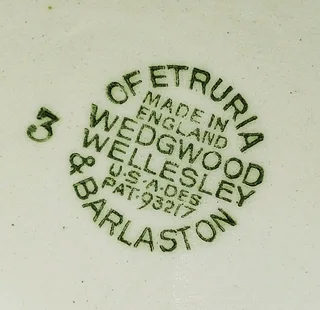 OF ETRURIA
MADE IN
ENGLAND
WEDGWOOD
WELLESLEY
U·S·A·DES
PAT·93217
& BARLASTON
3